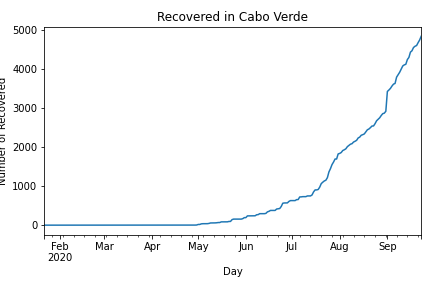 Recovered in Cabo Verde
Number of Recovered
5000
4000
3000
2000
1000
0
Feb Mar Apr May Jun Jul Aug Sep
2020
Day